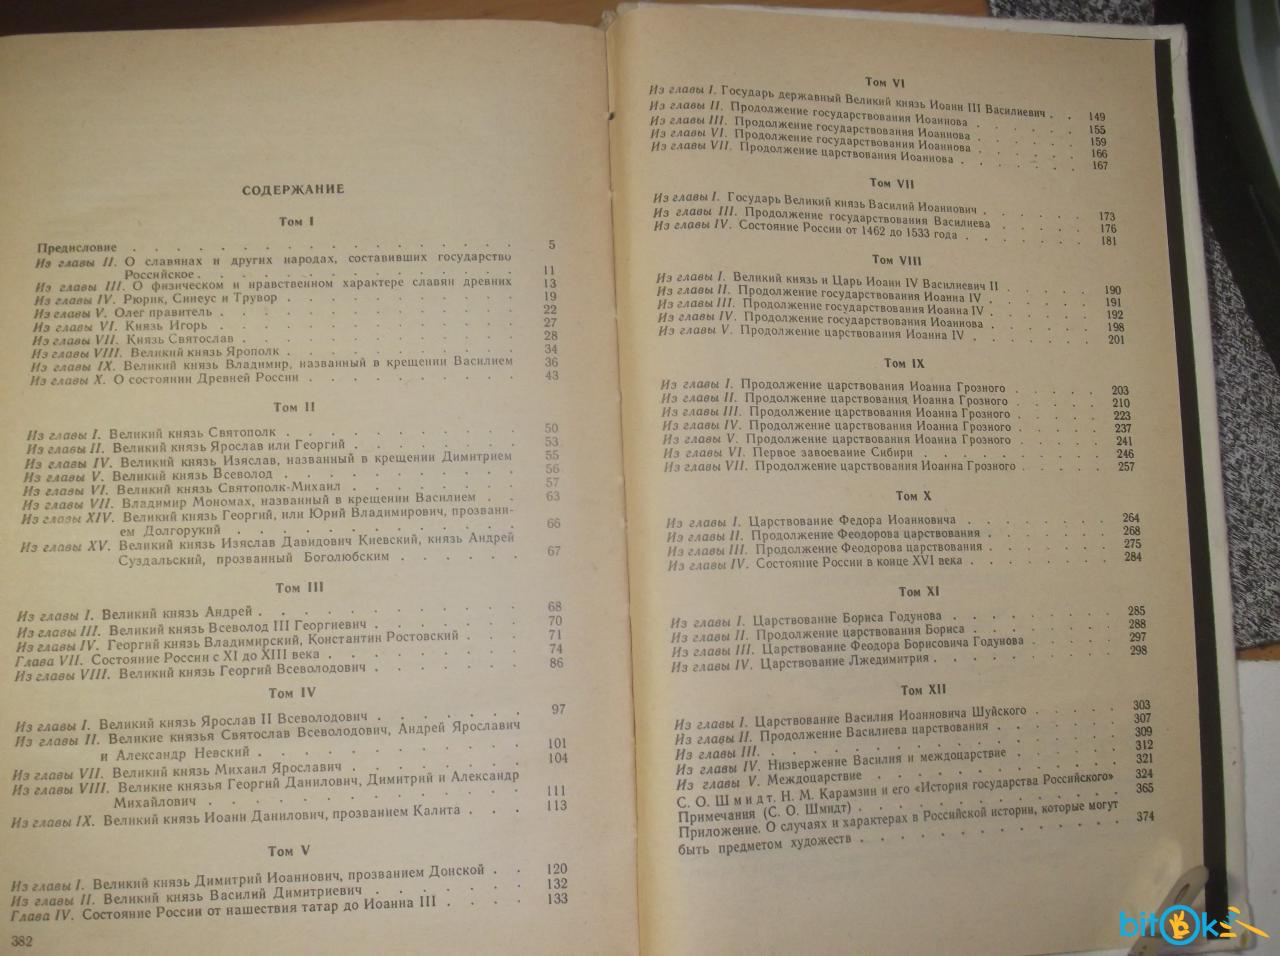 СОДЕРЖАНИЕ
Том I
Предисловие . . . 5
Из главы II. О славянах и других народах, составивших государство
Российское . . . 11
Из главы III. О физическом и нравственном характере славян древних 13
Из главы IV. Рюрик, Синеус и Трувор . . . 19
Из главы V. Олег правитель . . . 22
Из главы VI. Князь Игорь . . . 27
Из главы VII. Князь Святослав . . . 28
Из главы VIII. Великий князь Ярополк . . . 34
Из главы IX. Великий князь Владимир, названный в крещении Василием 36
Из главы X. О состоянии Древней России . . . 43
Том II
Из главы I. Великий князь Святополк . . . 50
Из главы II. Великий князь Ярослав или Георгий . . . 53
Из главы IV. Великий князь Изяслав, названный в крещении Димитрием 55
Из главы V. Великий князь Всеволод . . . 56
Из главы VI. Великий князь Святополк-Михаил . . . 57
Из главы VII. Владимир Мономах, названный в крещении Василием . . 63
Из главы XIV. Великий князь Георгий, или Юрий Владимирович, прозвани-
ем Долгорукий . . . 66
Из главы XV. Великий князь Изяслав Давидович Киевский, князь Андрей
Суздальский, прозванный Боголюбским . . . 67
Том III
Из главы I. Великий князь Андрей . . . 68
Из главы III. Великий князь Всеволод III Георгиевич . . . 70
Из главы IV. Георгий князь Владимирский, Константин Ростовский . . . 71
Глава VII. Состояние России с XI до XIII века . . . 74
Из главы VIII. Великий князь Георгий Всеволодович . . . 86
Том IV
Из главы I. Великий князь Ярослав II Всеволодович . . . 97
Из главы II. Великие князья Святослав Всеволодович, Андрей Ярославич
и Александр Невский . . . 101
Из главы VII. Великий князь Михаил Ярославич . . . 104
Из главы VIII. Великие князья Георгий Данилович, Димитрий и Александр
Михайлович . . . 111
Из главы IX. Великий князь Иоанн Данилович, прозванием Калита . . . 113
Том V
Из главы I. Великий князь Димитрий Иоаннович, прозванием Донской . . 120
Из главы II. Великий князь Василий Димитриевич . . . 132
Глава IV. Состояние России от нашествия татар до Иоанна III . . . 133
382
Том VI
Из главы I. Государь державный Великий князь Иоанн III Василиевич . . 149
Из главы II. Продолжение государствования Иоаннова . . . 155
Из главы III. Продолжение государствования Иоаннова . . . 159
Из главы VI. Продолжение государствования Иоаннова . . . 166
Из главы VII. Продолжение царствования Иоаннова . . . 167
Том VII
Из главы I. Государь Великий князь Василий Иоаннович . . . 173
Из главы III. Продолжение государствования Василиева . . . 176
Из главы IV. Состояние России от 1462 до 1533 года . . . 181
Том VIII
Из главы I. Великий князь и Царь Иоанн IV Василиевич II . . . 190
Из главы II. Продолжение государствования Иоанна IV . . . 191
Из главы III. Продолжение государствования Иоанна IV . . . 192
Из главы IV. Продолжение государствования Иоаннова . . . 198
Из главы V. Продолжение царствования Иоанна IV . . . 201
Том IX
Из главы I. Продолжение царствования Иоанна Грозного . . . 203
Из главы II. Продолжение царствования Иоанна Грозного . . . 210
Из главы III. Продолжение царствования Иоанна Грозного . . . 223
Из главы IV. Продолжение царствования Иоанна Грозного . . . 237
Из главы V. Продолжение царствования Иоанна Грозного . . . 241
Из главы VI. Первое завоевание Сибири . . . 246
Из главы VII. Продолжение царствования Иоанна Грозного . . . 257
Том X
Из главы I. Царствование Федора Иоанновича . . . 264
Из главы II. Продолжение Феодорова царствования . . . 268
Из главы III. Продолжение Феодорова царствования . . . 275
Из главы IV. Состояние России в конце XVI века . . . 284
Том XI
Из главы I. Царствование Бориса Годунова . . . 285
Из главы II. Продолжение царствования Бориса . . . 288
Из главы III. Царствование Феодора Борисовича Годунова . . . 297
Из главы IV. Царствование Лжедимитрия . . . 298
Том XII
Из главы I. Царствование Василия Иоанновича Шуйского . . . 303
Из главы II. Продолжение Василиева царствования . . . 307
Из главы III. . . . 309
Из главы IV. Низвержение Василия и междоцарствие . . . 312
Из главы V. Междоцарствие . . . 321
С. О. Шмидт. Н. М. Карамзин и его «История государства Российского» 324
Примечания (С. О. Шмидт) . . . 365
Приложение. О случаях и характерах в Российской истории, которые могут
быть предметом художеств . . . 374
bitOk